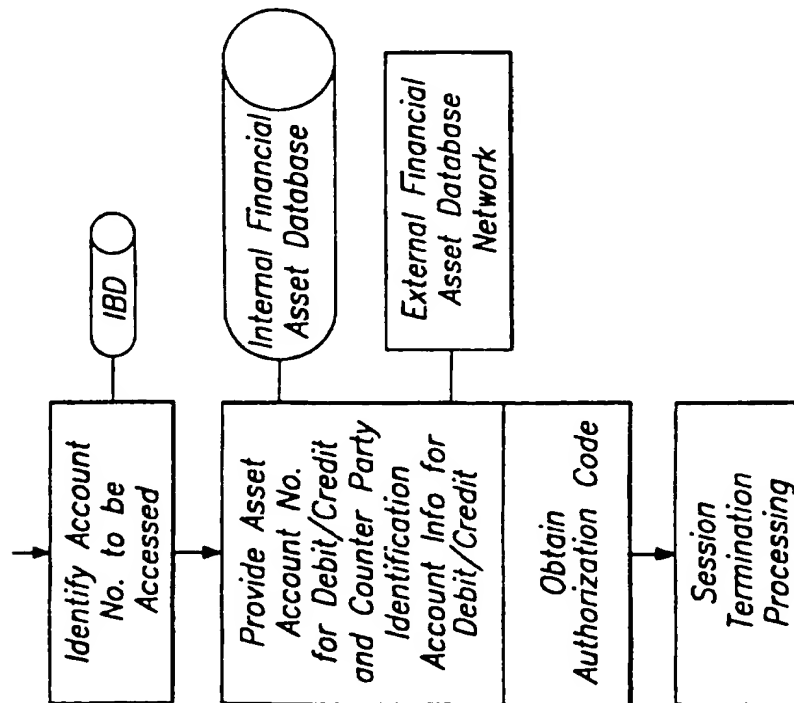 Identify Account
No. to be
Accessed
IBD
Provide Asset
Account No.
for Debit/Credit
and Counter Party
Identification
Account Info for
Debit/Credit
Internal Financial
Asset Database
External Financial
Asset Database
Network
Obtain
Authorization Code
Session
Termination
Processing